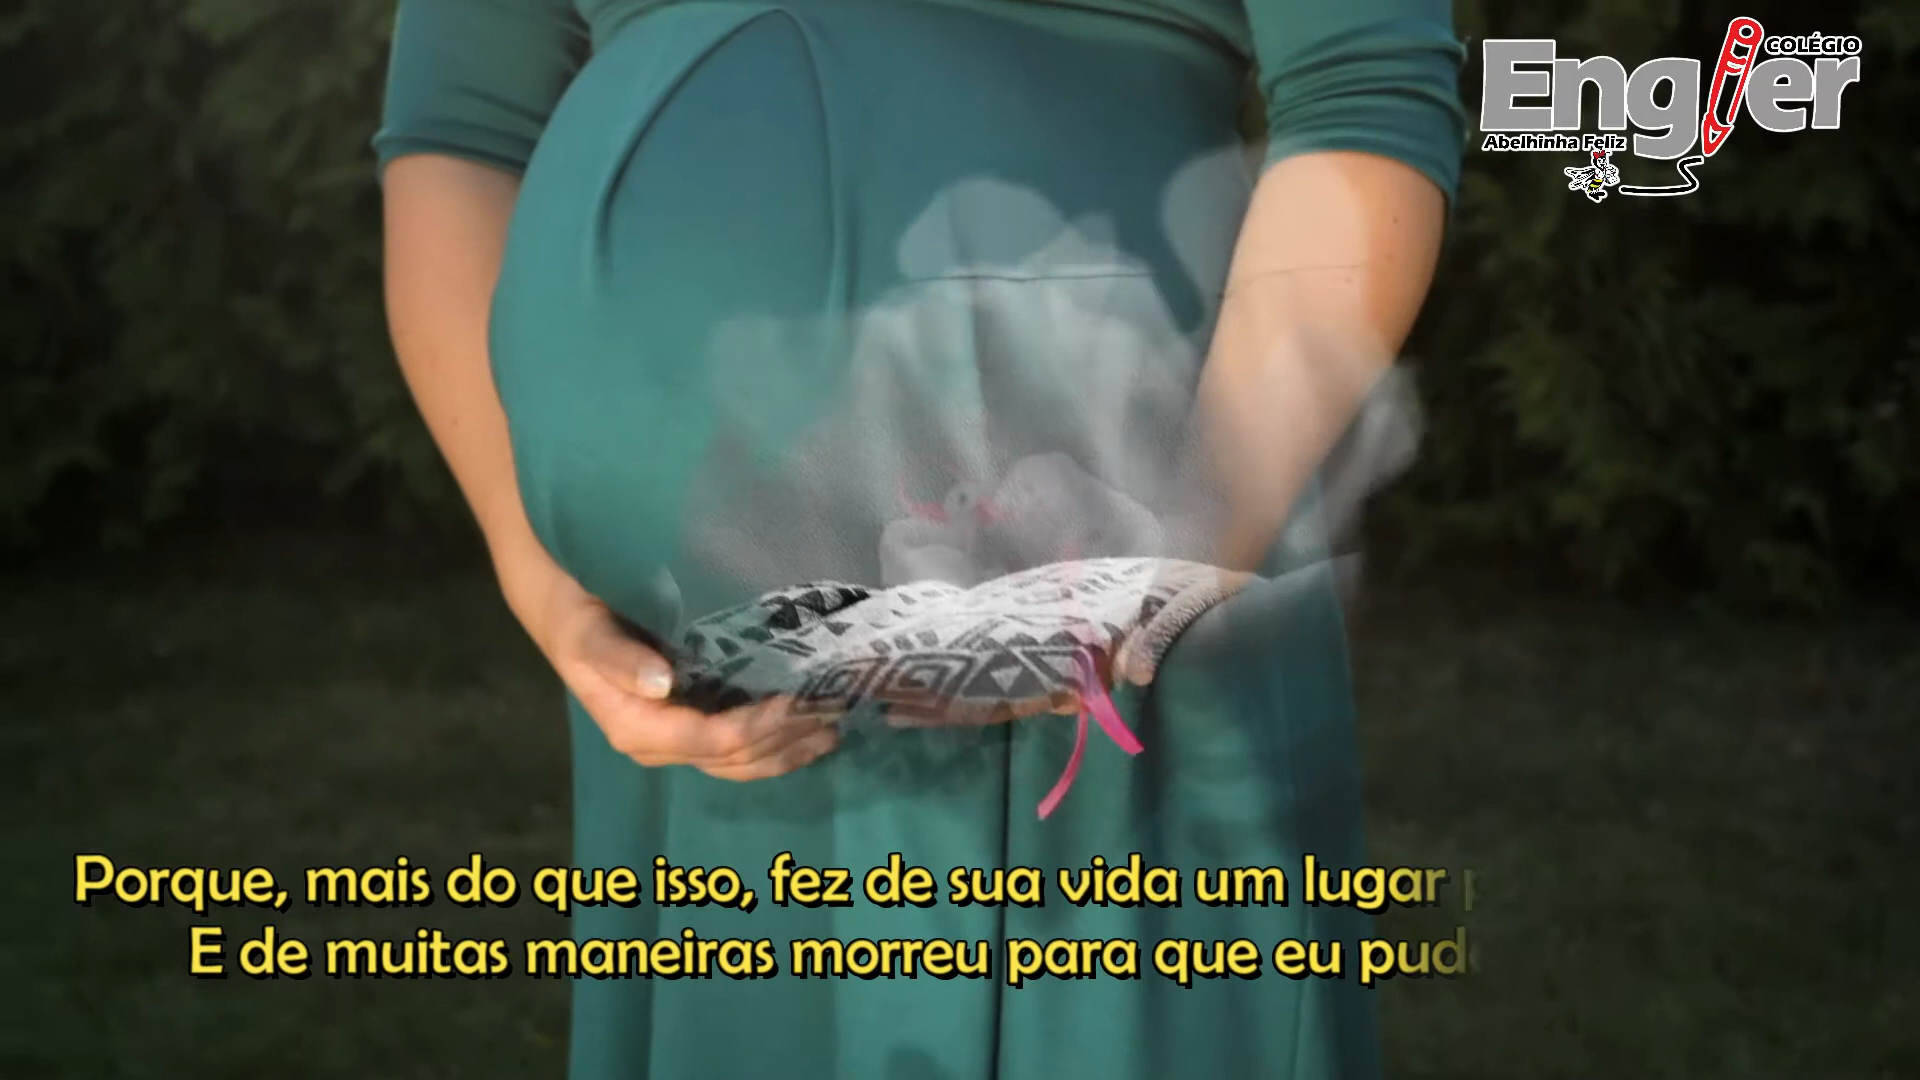 COLÉGIO
Engler
Abelhinha Feliz
Porque, mais do que isso, fez de sua vida um lugar
E de muitas maneiras morreu para que eu